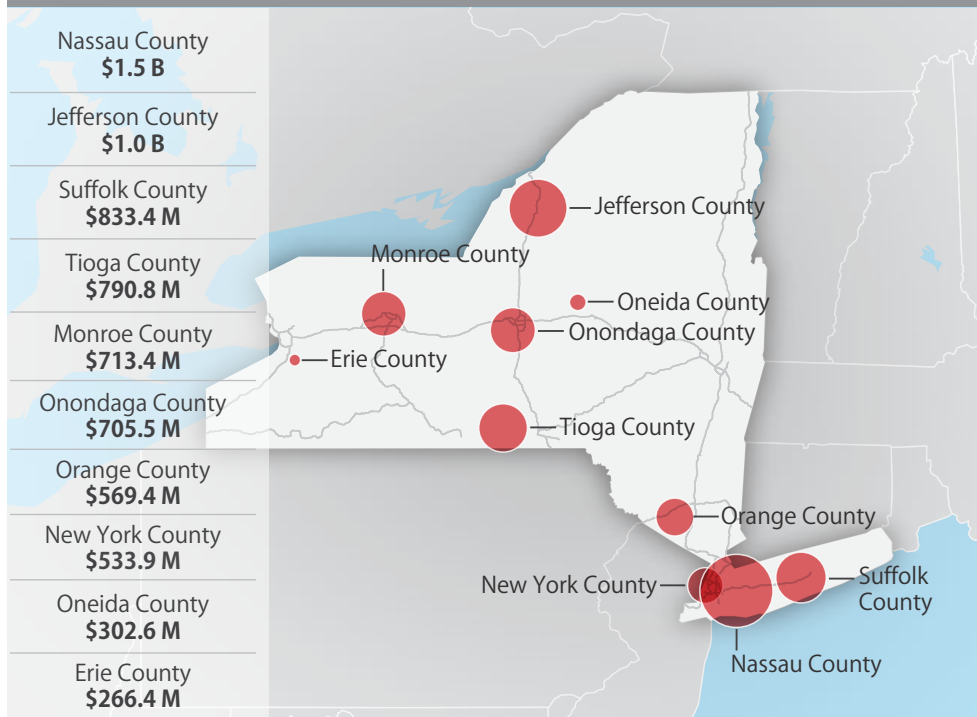 Nassau County
$1.5 B
Jefferson County
$1.0 B
Suffolk County
$833.4 M
Tioga County
$790.8 M
Monroe County
$713.4 M
Onondaga County
$705.5 M
Orange County
$569.4 M
New York County
$533.9 M
Oneida County
$302.6 M
Erie County
$266.4 M
Jefferson County
Monroe County
Oneida County
Onondaga County
Erie County
Tioga County
Orange County
New York County
Suffolk
County
Nassau County